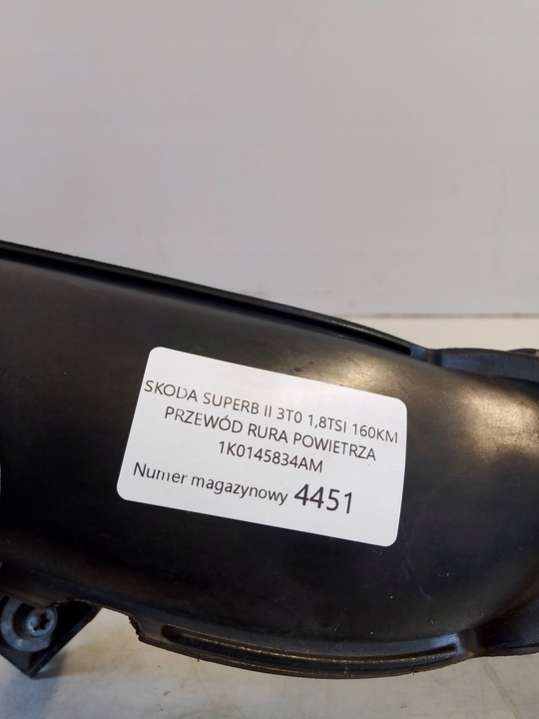 SKODA SUPERB II 3T0 1,8TSI 160KM
PRZEWÓD RURA POWIETRZA
1K0145834AM
Numer magazynowy 4451